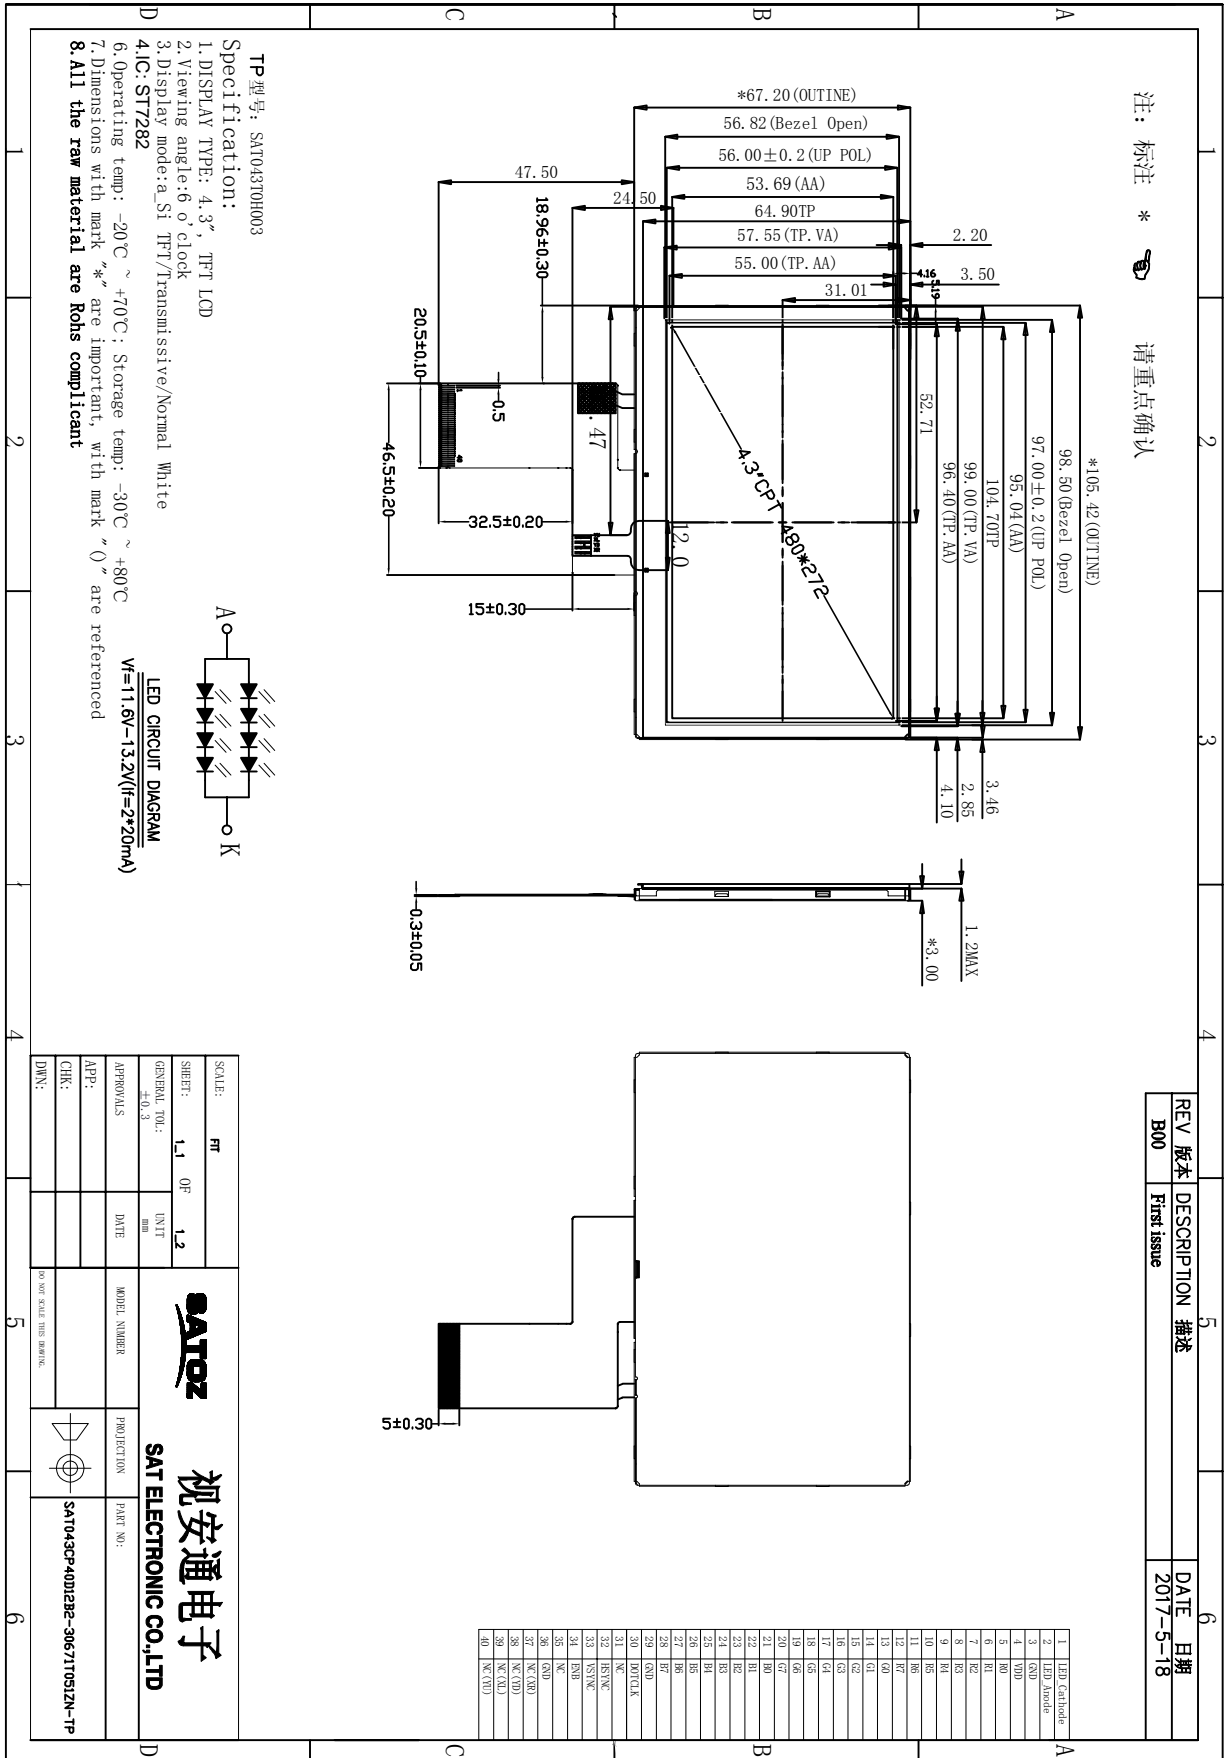 A
B
C
D
1
2
3
4
5
6
A
B
C
D
1
2
3
4
5
6
注: 标注 * 请重点确认
REV 版本 DESCRIPTION 描述 DATE 日期
B00 First issue 2017-5-18
*105.42(OUTINE)
98.50(Bezel Open)
97.00±0.2(UP POL)
95.04(AA)
104.70TP
99.00(TP.VA)
96.40(TP.AA)
52.71
3.46
2.85
4.10
*67.20(OUTINE)
56.82(Bezel Open)
56.00±0.2(UP POL)
53.69(AA)
64.90TP
57.55(TP.VA)
55.00(TP.AA)
31.01
2.20
3.50
4.16
5.19
47.50
24.50
18.96±0.30
20.5±0.10
0.5
1
40
.47
46.5±0.20
32.5±0.20
12.0
15±0.30
4.3"CPT 480*272
1.2MAX
*3.00
0.3±0.05
5±0.30
1 LED_Cathode
2 LED_Anode
3 GND
4 VDD
5 R0
6 R1
7 R2
8 R3
9 R4
10 R5
11 R6
12 R7
13 G0
14 G1
15 G2
16 G3
17 G4
18 G5
19 G6
20 G7
21 B0
22 B1
23 B2
24 B3
25 B4
26 B5
27 B6
28 B7
29 GND
30 DOTCLK
31 NC
32 HSYNC
33 VSYNC
34 ENB
35 NC
36 GND
37 NC(XR)
38 NC(YD)
39 NC(XL)
40 NC(YU)
TP型号: SAT043T0H003
Specification:
1.DISPLAY TYPE: 4.3", TFT LCD
2.Viewing angle:6 o'clock
3.Display mode:a_Si TFT/Transmissive/Normal White
4.IC: ST7282
6.Operating temp: -20℃ ~ +70℃; Storage temp: -30℃ ~ +80℃
7.Dimensions with mark "*" are important, with mark "()" are referenced
8.All the raw material are Rohs complicant
A
K
LED CIRCUIT DIAGRAM
Vf=11.6V-13.2V(If=2*20mA)
SCALE: FIT
SHEET: 1_1 OF 1_2
GENERAL TOL: ±0.3
UNIT mm
APPROVALS DATE
APP:
CHK:
DWN:
SATOZ 视安通电子
SAT ELECTRONIC CO.,LTD
MODEL NUMBER PROJECTION PART NO:
SAT043CP40D12B2-30671T051ZN-TP
DO NOT SCALE THIS DRAWING.